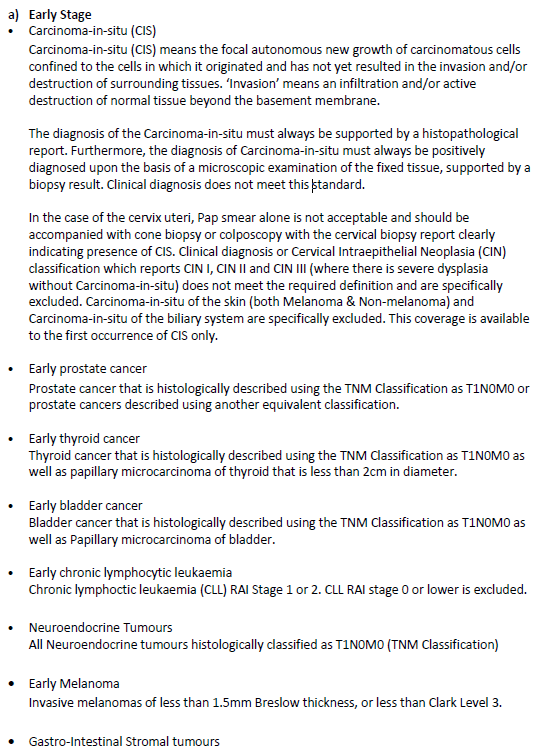 a) Early Stage
• Carcinoma-in-situ (CIS)
Carcinoma-in-situ (CIS) means the focal autonomous new growth of carcinomatous cells
confined to the cells in which it originated and has not yet resulted in the invasion and/or
destruction of surrounding tissues. ‘Invasion’ means an infiltration and/or active
destruction of normal tissue beyond the basement membrane.
The diagnosis of the Carcinoma-in-situ must always be supported by a histopathological
report. Furthermore, the diagnosis of Carcinoma-in-situ must always be positively
diagnosed upon the basis of a microscopic examination of the fixed tissue, supported by a
biopsy result. Clinical diagnosis does not meet this standard.
In the case of the cervix uteri, Pap smear alone is not acceptable and should be
accompanied with cone biopsy or colposcopy with the cervical biopsy report clearly
indicating presence of CIS. Clinical diagnosis or Cervical Intraepithelial Neoplasia (CIN)
classification which reports CIN I, CIN II and CIN III (where there is severe dysplasia
without Carcinoma-in-situ) does not meet the required definition and are specifically
excluded. Carcinoma-in-situ of the skin (both Melanoma & Non-melanoma) and
Carcinoma-in-situ of the biliary system are specifically excluded. This coverage is available
to the first occurrence of CIS only.
• Early prostate cancer
Prostate cancer that is histologically described using the TNM Classification as T1N0M0 or
prostate cancers described using another equivalent classification.
• Early thyroid cancer
Thyroid cancer that is histologically described using the TNM Classification as T1N0M0 as
well as papillary microcarcinoma of thyroid that is less than 2cm in diameter.
• Early bladder cancer
Bladder cancer that is histologically described using the TNM Classification as T1N0M0 as
well as Papillary microcarcinoma of bladder.
• Early chronic lymphocytic leukaemia
Chronic lymphoctic leukaemia (CLL) RAI Stage 1 or 2. CLL RAI stage 0 or lower is excluded.
• Neuroendocrine Tumours
All Neuroendocrine tumours histologically classified as T1N0M0 (TNM Classification)
• Early Melanoma
Invasive melanomas of less than 1.5mm Breslow thickness, or less than Clark Level 3.
• Gastro-Intestinal Stromal tumours